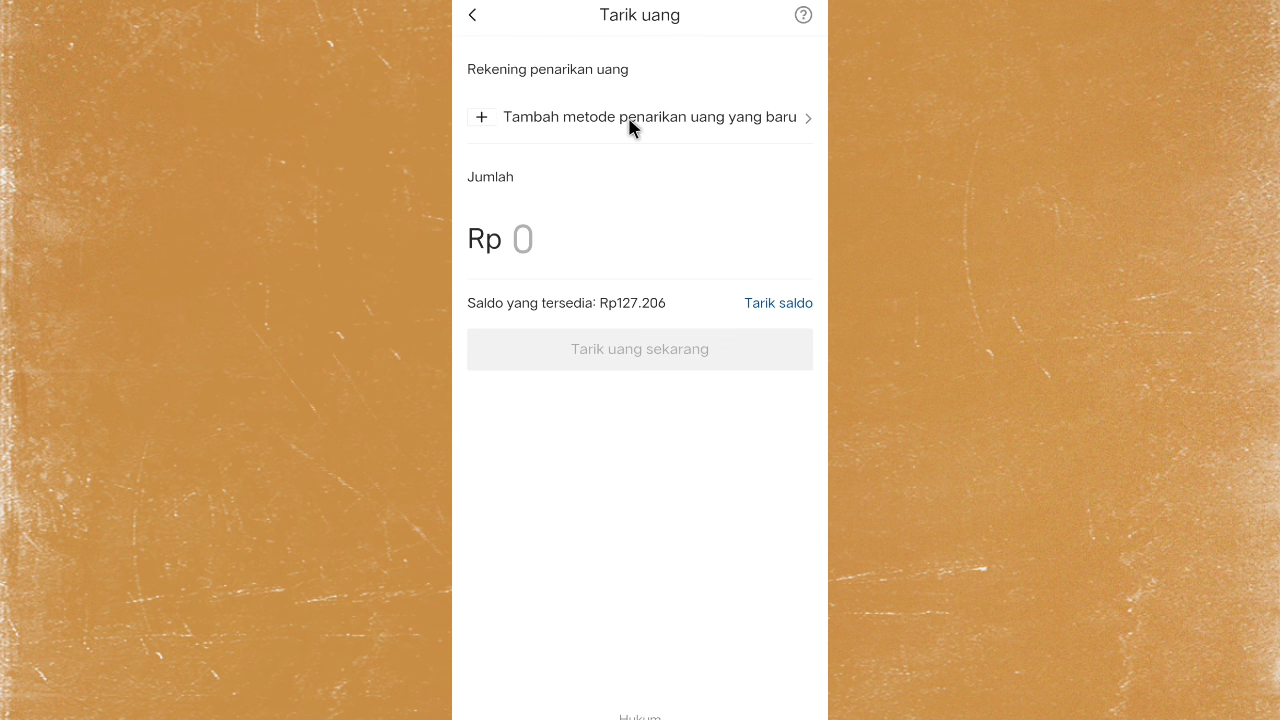 Tarik uang
Rekening penarikan uang
Tambah metode penarikan uang yang baru
Jumlah
Rp 0
Saldo yang tersedia: Rp127.206 Tarik saldo
Tarik uang sekarang
Hukum